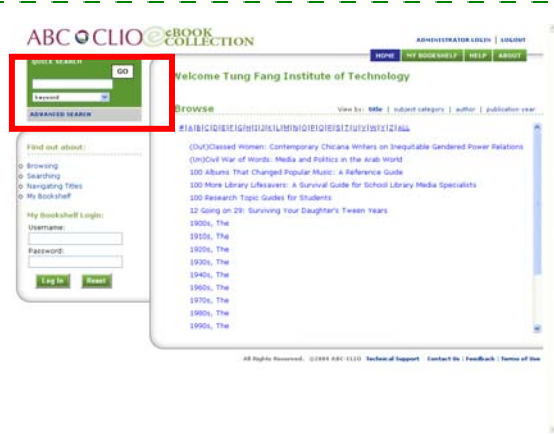 ABC CLIO eBOOK COLLECTION
ADMINISTRATOR LOGIN | LOGOUT
HOME MY BOOKSHELF HELP ABOUT
QUICK SEARCH
GO
keyword
ADVANCED SEARCH
Welcome Tung Fang Institute of Technology
Browse
View by: title | subject category | author | publication year
#|A|B|C|D|E|F|G|H|I|J|K|L|M|N|O|P|Q|R|S|T|U|V|W|X|Y|Z|ALL
(Out)Classed Women: Contemporary Chicana Writers on Inequitable Gendered Power Relations
(Un)Civil War of Words: Media and Politics in the Arab World
100 Albums That Changed Popular Music: A Reference Guide
100 More Library Lifesavers: A Survival Guide for School Library Media Specialists
100 Research Topic Guides for Students
12 Going on 29: Surviving Your Daughter's Tween Years
1900s, The
1910s, The
1920s, The
1930s, The
1940s, The
1960s, The
1970s, The
1980s, The
1990s, The
Find out about:
Browsing
Searching
Navigating Titles
My Bookshelf
My Bookshelf Login:
Username:
Password:
Log In Reset
All Rights Reserved. ©2004 ABC-CLIO Technical Support Contact Us | Feedback | Terms of Use